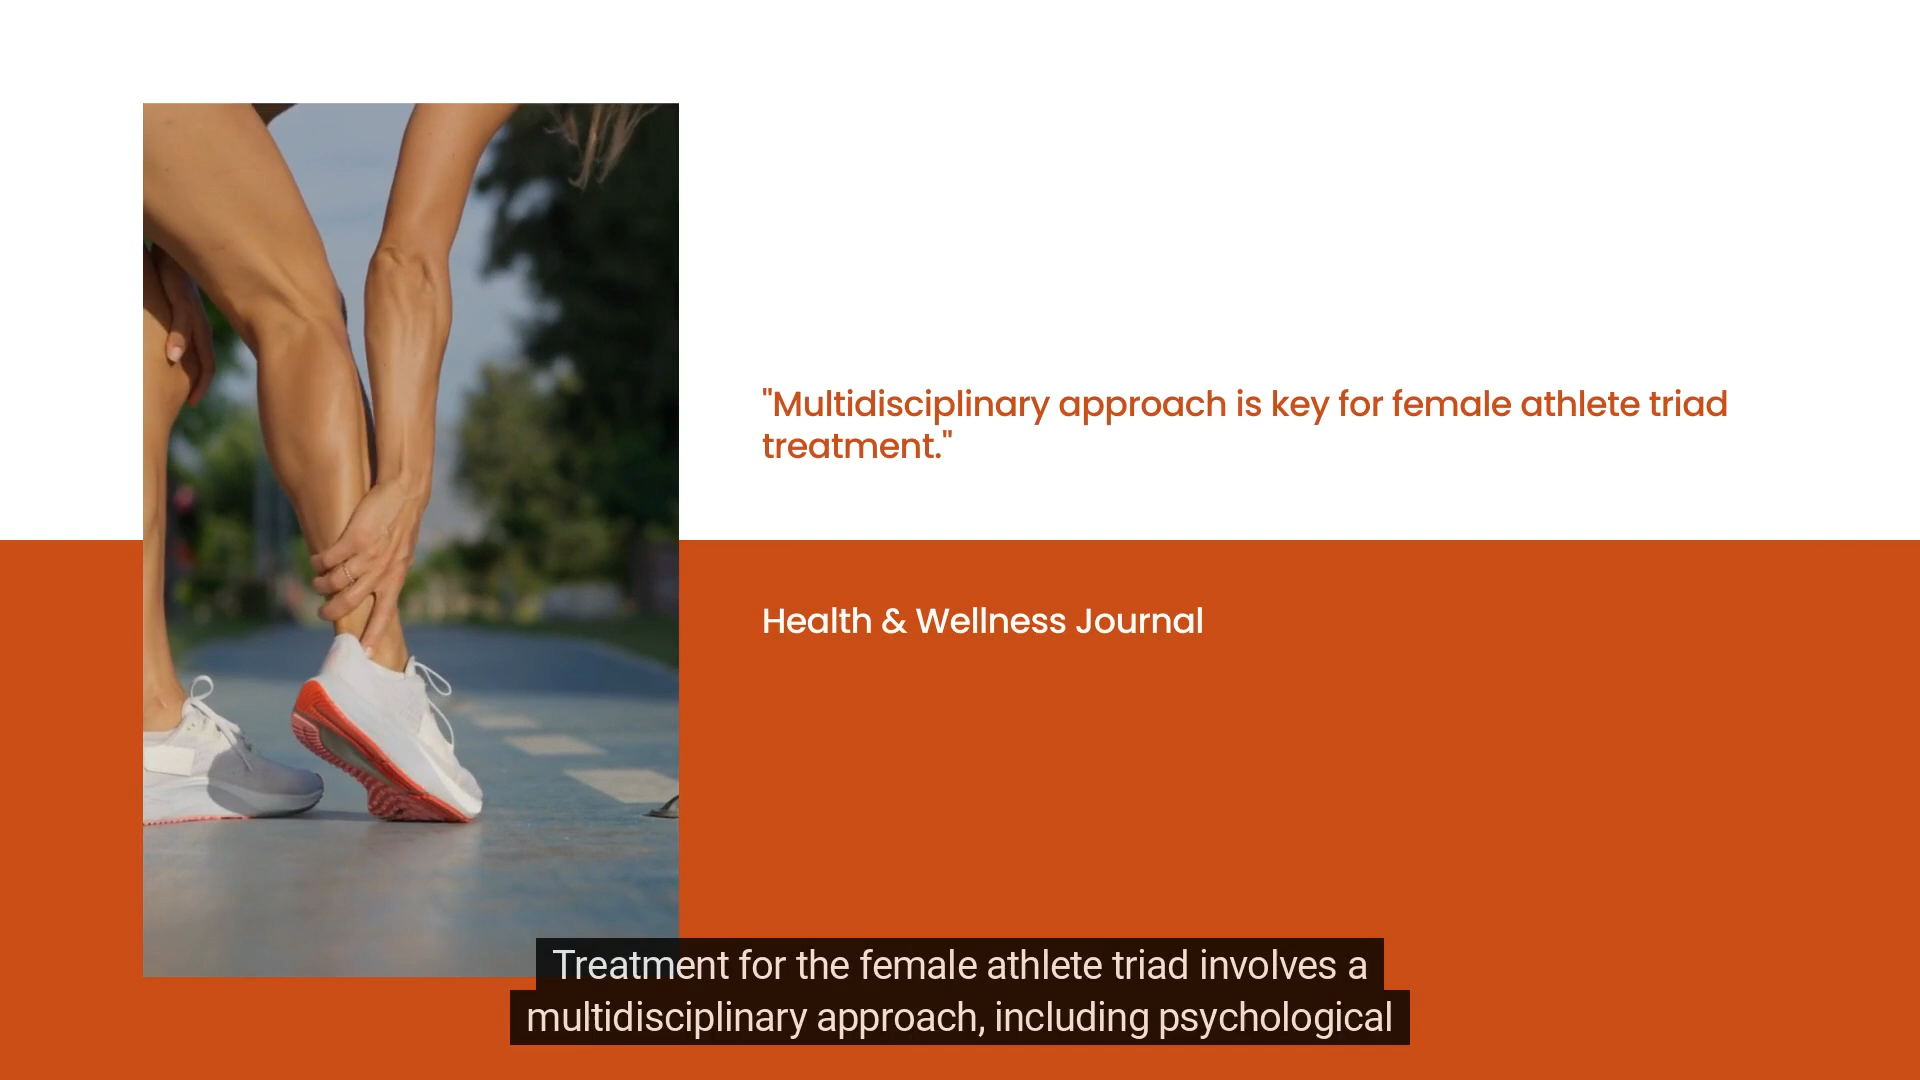 "Multidisciplinary approach is key for female athlete triad
treatment."
Health & Wellness Journal
Treatment for the female athlete triad involves a
multidisciplinary approach, including psychological